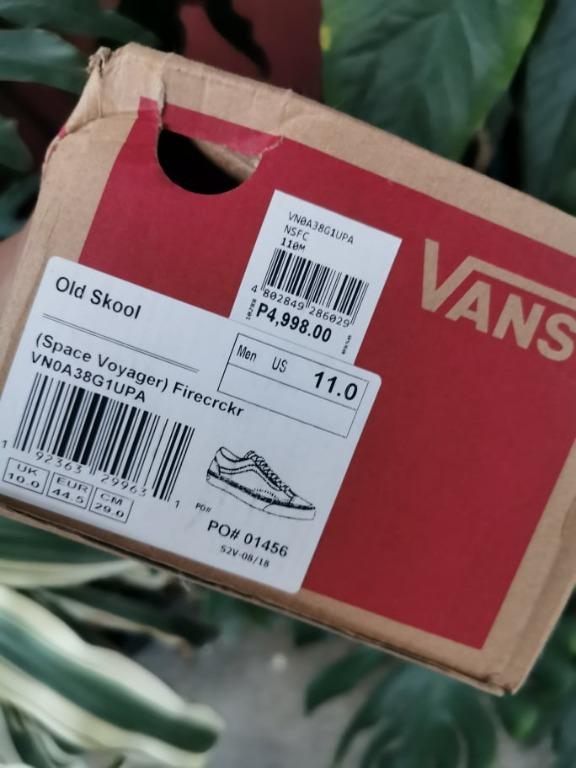 VN0A38G1UPA
NSFC
110M
4 802849 286029
P4,998.00
VANS
Old Skool
(Space Voyager) Firecrckr
VN0A38G1UPA
Men US 11.0
1 92363 29963 1
UK EUR CM
10.0 44.5 29.0
PO#
PO# 01456
S2V-08/18